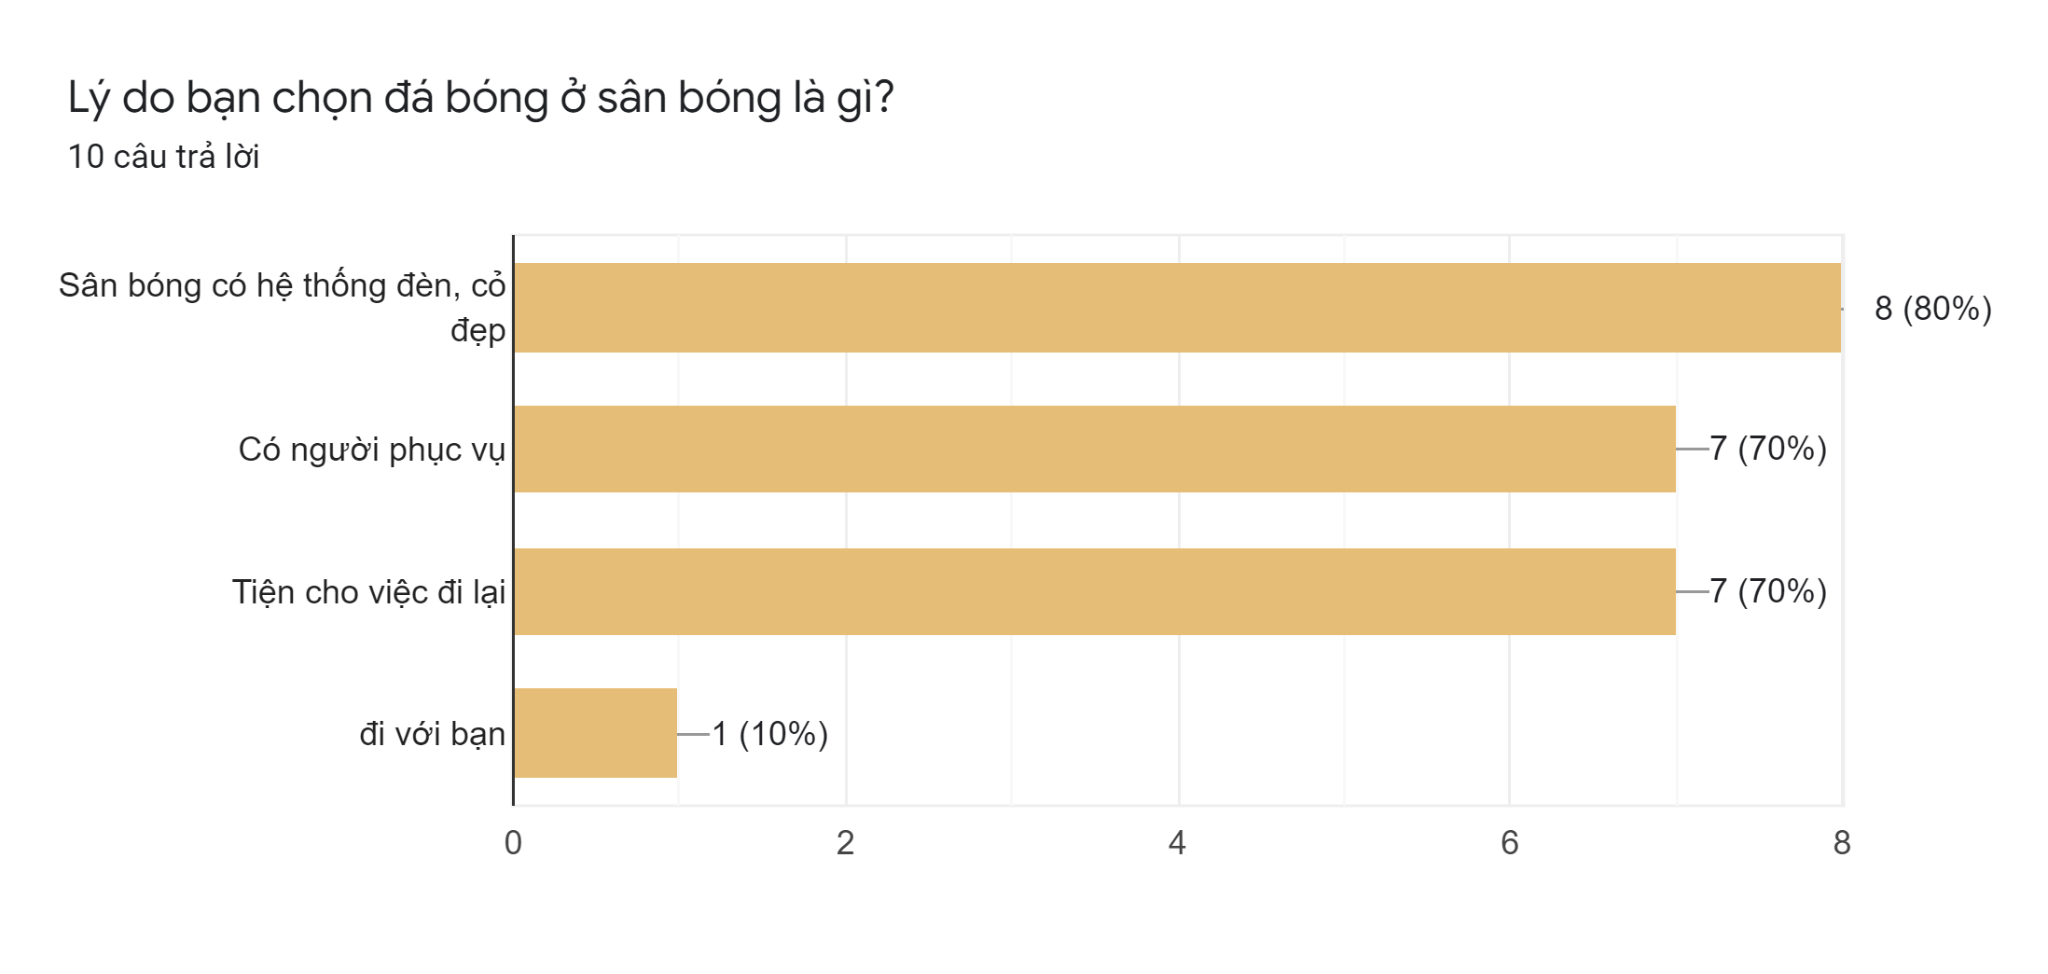 Lý do bạn chọn đá bóng ở sân bóng là gì?
10 câu trả lời
Sân bóng có hệ thống đèn, cỏ
đẹp
8 (80%)
Có người phục vụ
7 (70%)
Tiện cho việc đi lại
7 (70%)
đi với bạn
1 (10%)
0
2
4
6
8